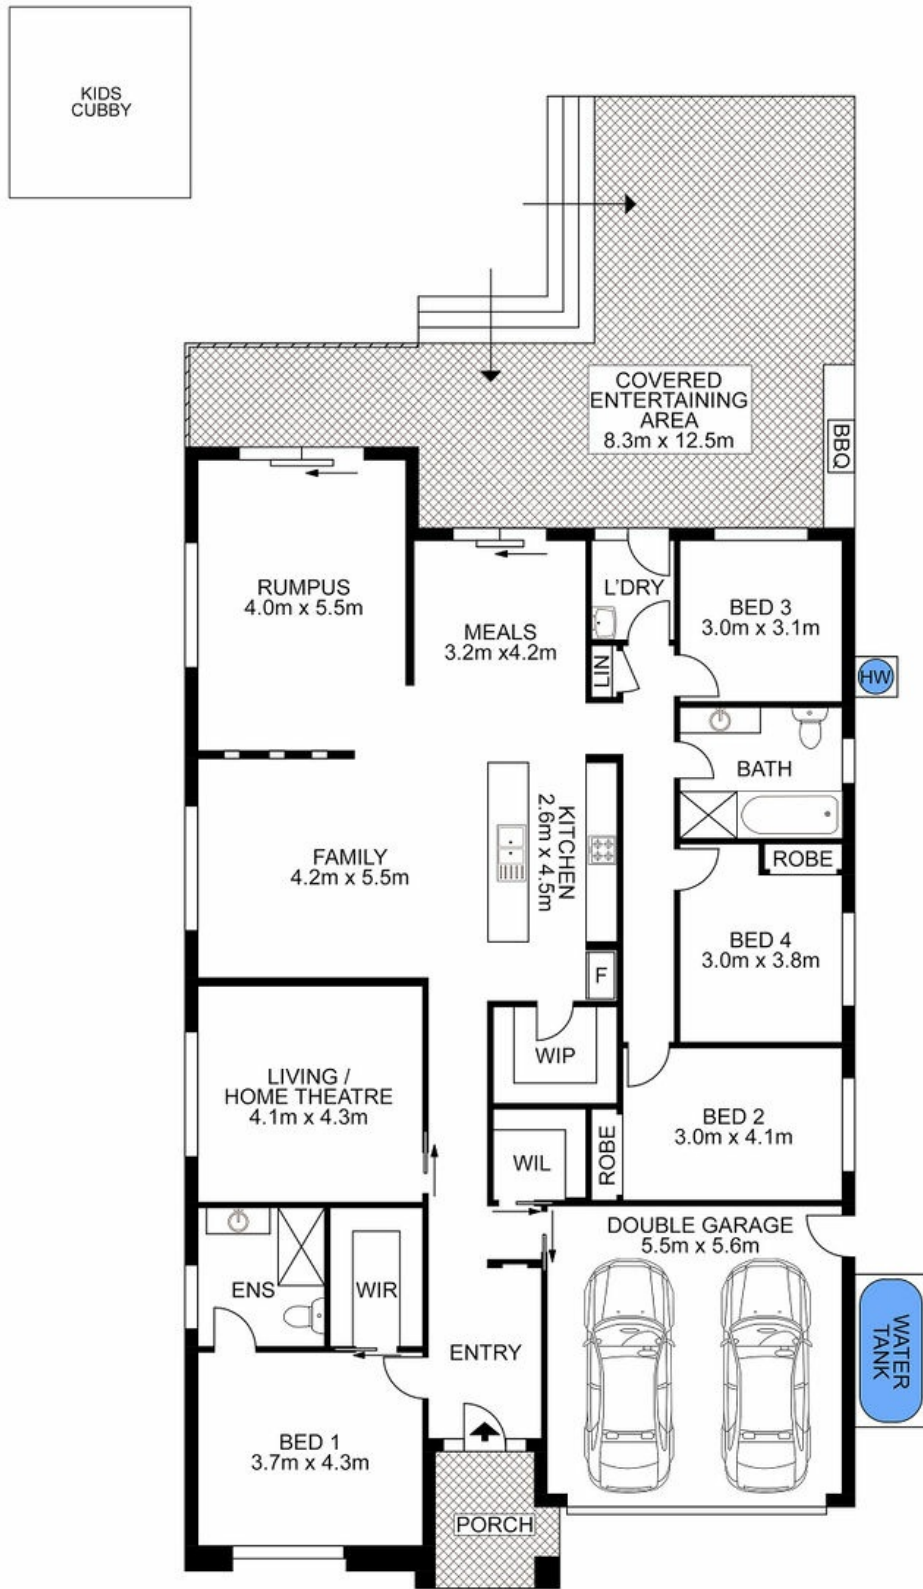 KIDS
CUBBY
COVERED
ENTERTAINING
AREA
8.3m x 12.5m
BBQ
RUMPUS
4.0m x 5.5m
MEALS
3.2m x4.2m
L'DRY
LIN
BED 3
3.0m x 3.1m
HW
BATH
FAMILY
4.2m x 5.5m
KITCHEN
2.6m x 4.5m
ROBE
BED 4
3.0m x 3.8m
F
WIP
LIVING /
HOME THEATRE
4.1m x 4.3m
BED 2
3.0m x 4.1m
ROBE
WIL
DOUBLE GARAGE
5.5m x 5.6m
ENS
WIR
ENTRY
WATER
TANK
BED 1
3.7m x 4.3m
PORCH